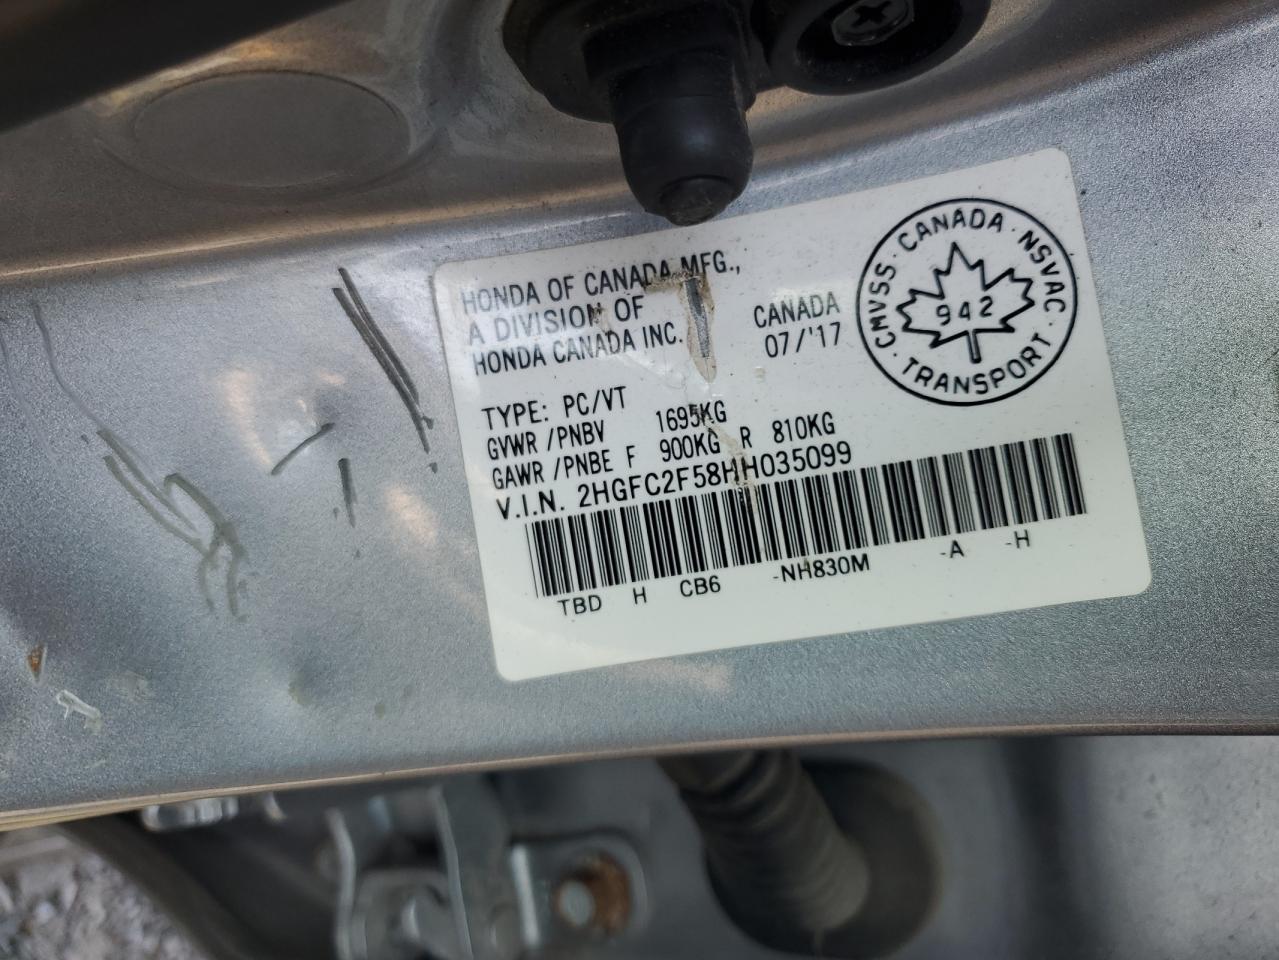 HONDA OF CANADA MFG.,
A DIVISION OF
HONDA CANADA INC.
CANADA
07/'17
CMVSS · CANADA · NSVAC · TRANSPORT ·
942
TYPE: PC/VT
GVWR /PNBV 1695KG
GAWR /PNBE F 900KG R 810KG
V.I.N. 2HGFC2F58HH035099
TBD H CB6 -NH830M -A -H